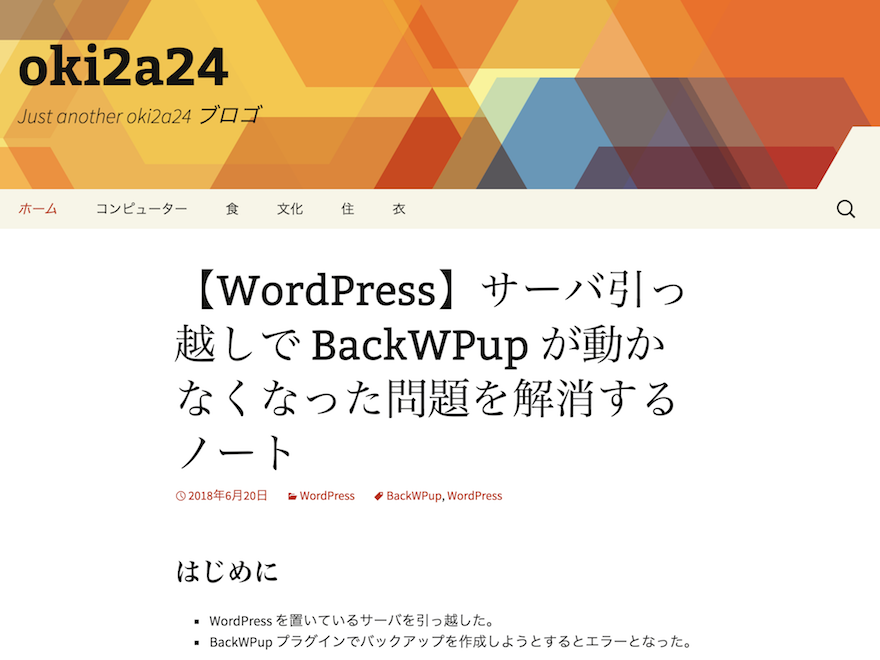 oki2a24
Just another oki2a24 ブロゴ
ホーム コンピューター 食 文化 住 衣
【WordPress】サーバ引っ
越しで BackWPup が動か
なくなった問題を解消する
ノート
2018年6月20日 WordPress BackWPup, WordPress
はじめに
WordPress を置いているサーバを引っ越した。
BackWPup プラグインでバックアップを作成しようとするとエラーとなった。